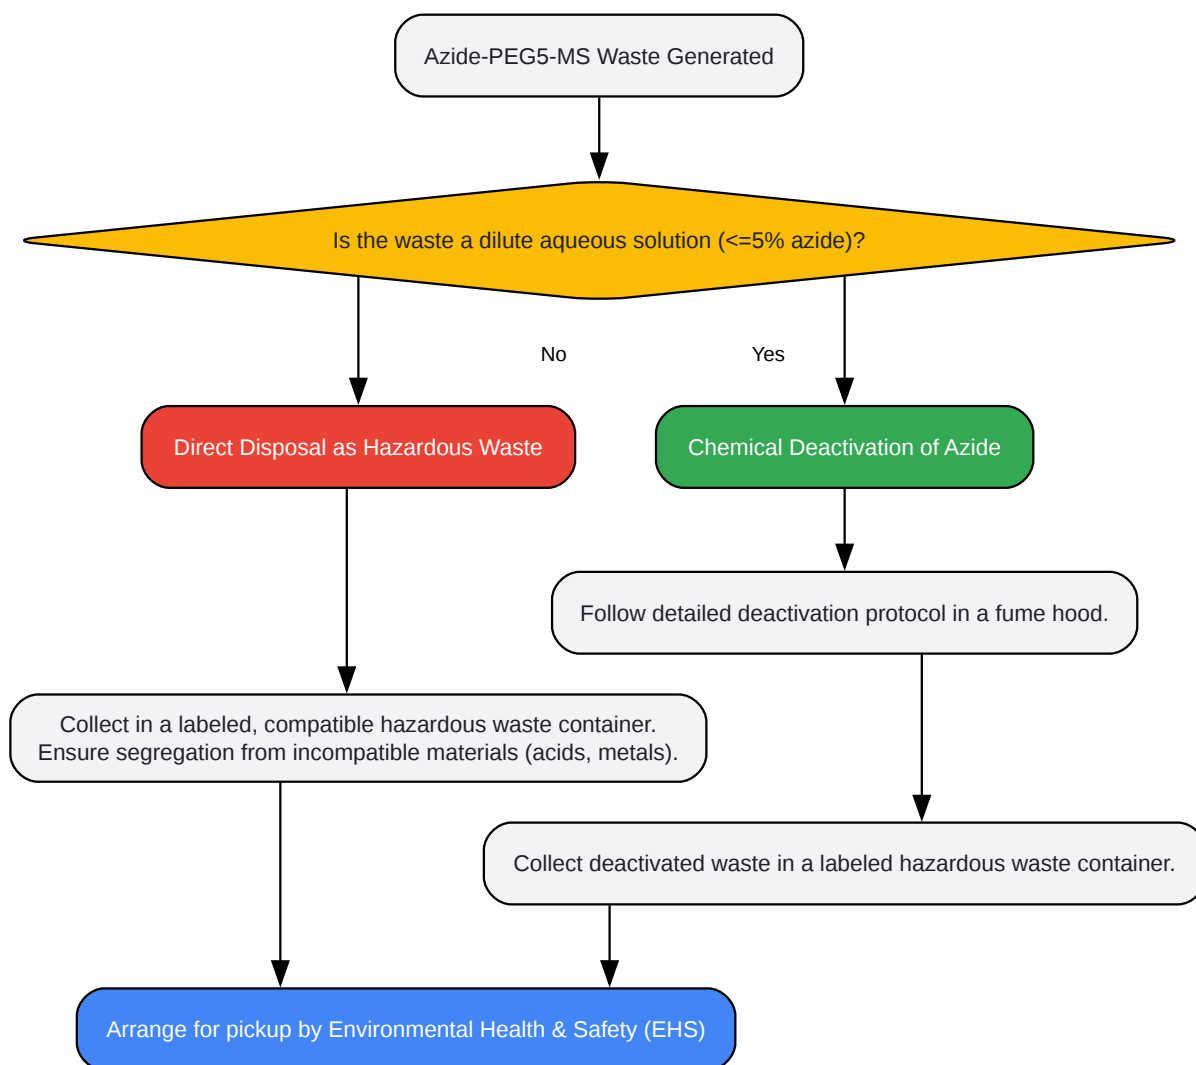 Azide-PEG5-MS Waste Generated
Is the waste a dilute aqueous solution (<=5% azide)?
No
Yes
Direct Disposal as Hazardous Waste
Chemical Deactivation of Azide
Follow detailed deactivation protocol in a fume hood.
Collect in a labeled, compatible hazardous waste container.
Ensure segregation from incompatible materials (acids, metals).
Collect deactivated waste in a labeled hazardous waste container.
Arrange for pickup by Environmental Health & Safety (EHS)